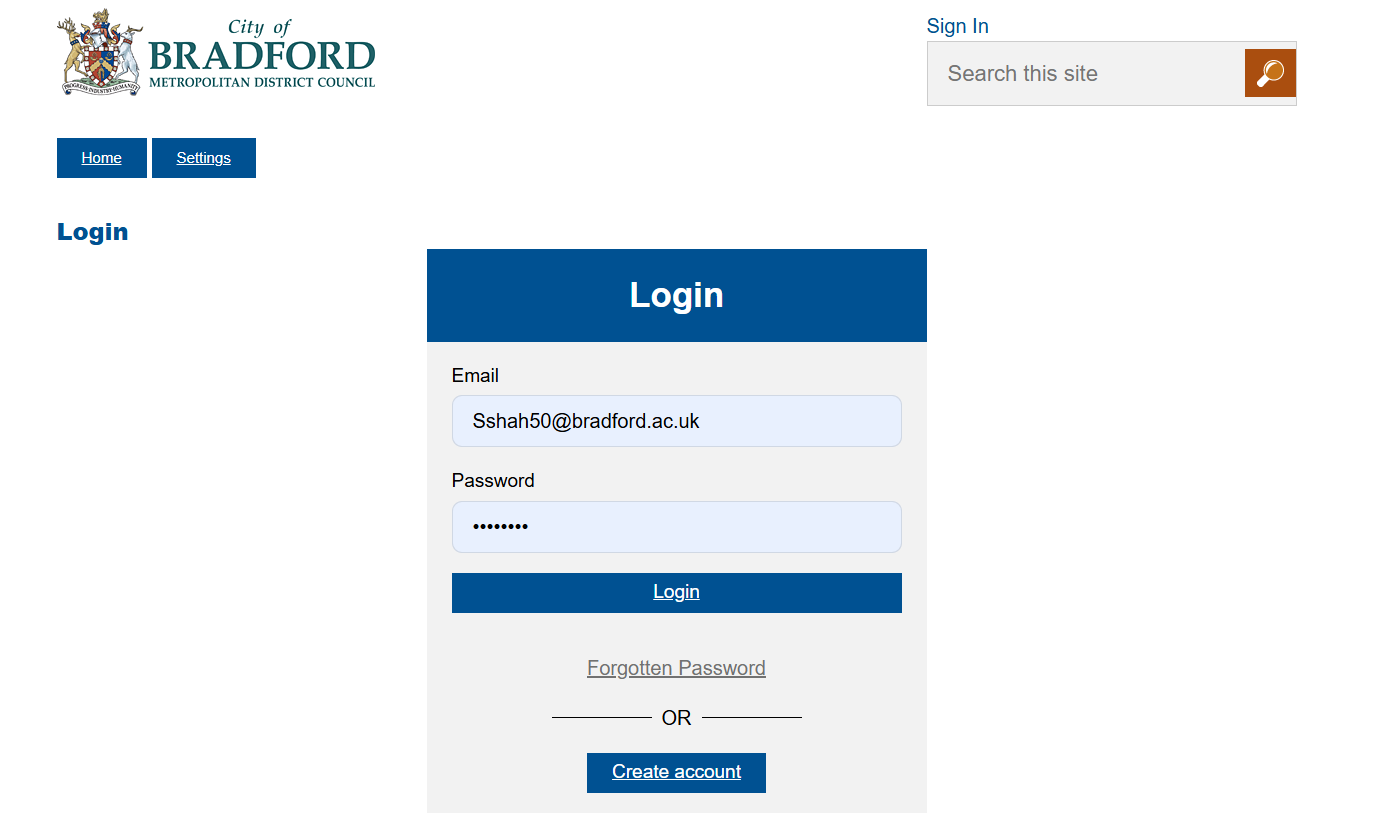 City of
BRADFORD
METROPOLITAN DISTRICT COUNCIL
PROGRESS·INDUSTRY·HUMANITY
Sign In
Search this site
Home Settings
Login
Login
Email
Sshah50@bradford.ac.uk
Password
••••••••
Login
Forgotten Password
OR
Create account